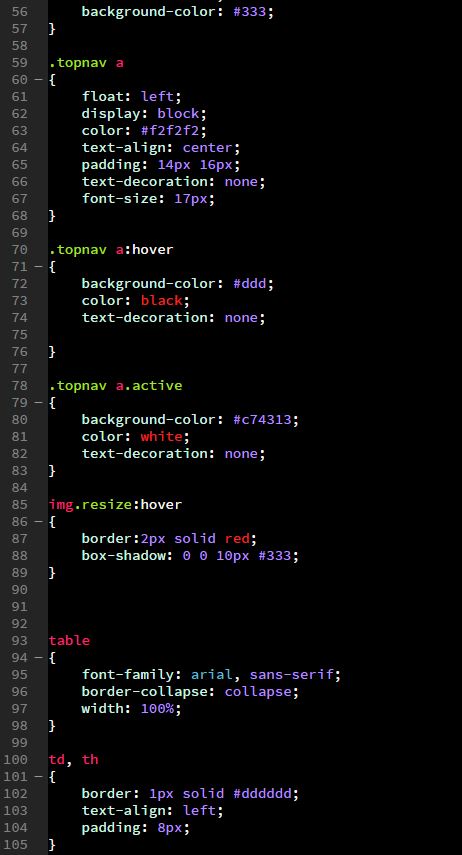 56 background-color: #333;
57 }
58
59 .topnav a
60 − {
61 float: left;
62 display: block;
63 color: #f2f2f2;
64 text-align: center;
65 padding: 14px 16px;
66 text-decoration: none;
67 font-size: 17px;
68 }
69
70 .topnav a:hover
71 − {
72 background-color: #ddd;
73 color: black;
74 text-decoration: none;
75
76 }
77
78 .topnav a.active
79 − {
80 background-color: #c74313;
81 color: white;
82 text-decoration: none;
83 }
84
85 img.resize:hover
86 − {
87 border:2px solid red;
88 box-shadow: 0 0 10px #333;
89 }
90
91
92
93 table
94 − {
95 font-family: arial, sans-serif;
96 border-collapse: collapse;
97 width: 100%;
98 }
99
100 td, th
101 − {
102 border: 1px solid #dddddd;
103 text-align: left;
104 padding: 8px;
105 }